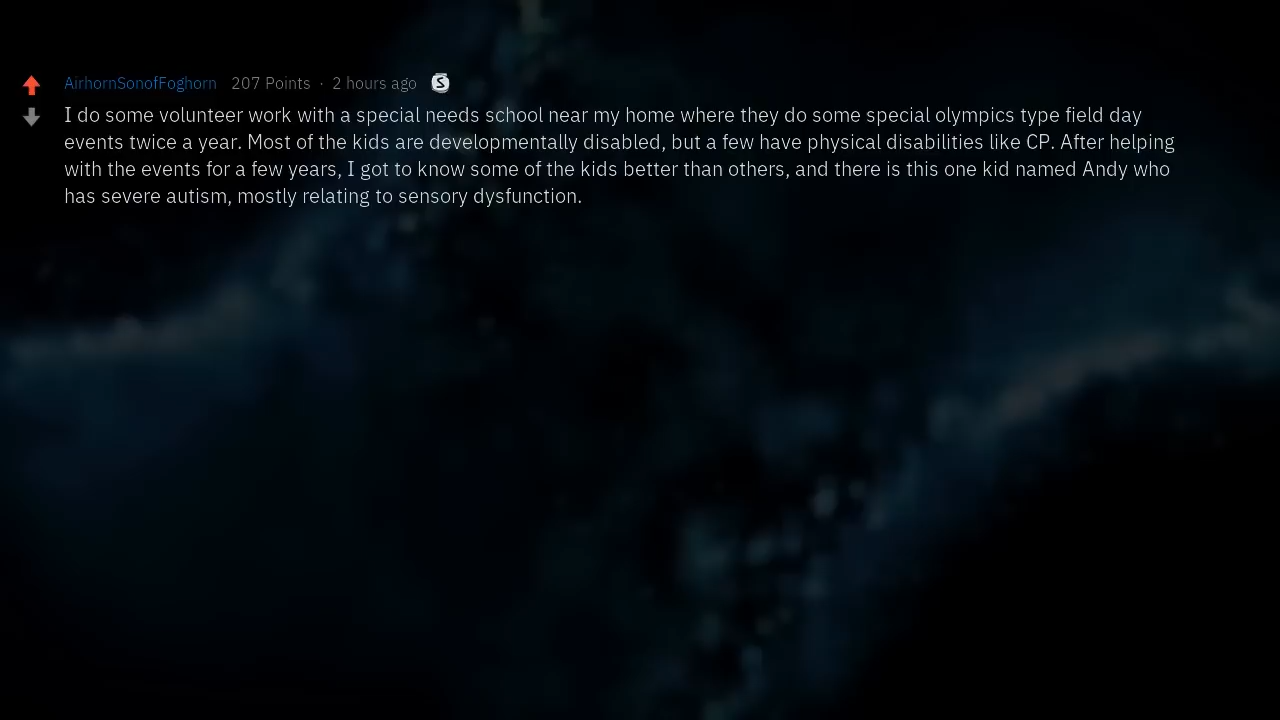 AirhornSonofFoghorn 207 Points · 2 hours ago S
I do some volunteer work with a special needs school near my home where they do some special olympics type field day
events twice a year. Most of the kids are developmentally disabled, but a few have physical disabilities like CP. After helping
with the events for a few years, I got to know some of the kids better than others, and there is this one kid named Andy who
has severe autism, mostly relating to sensory dysfunction.